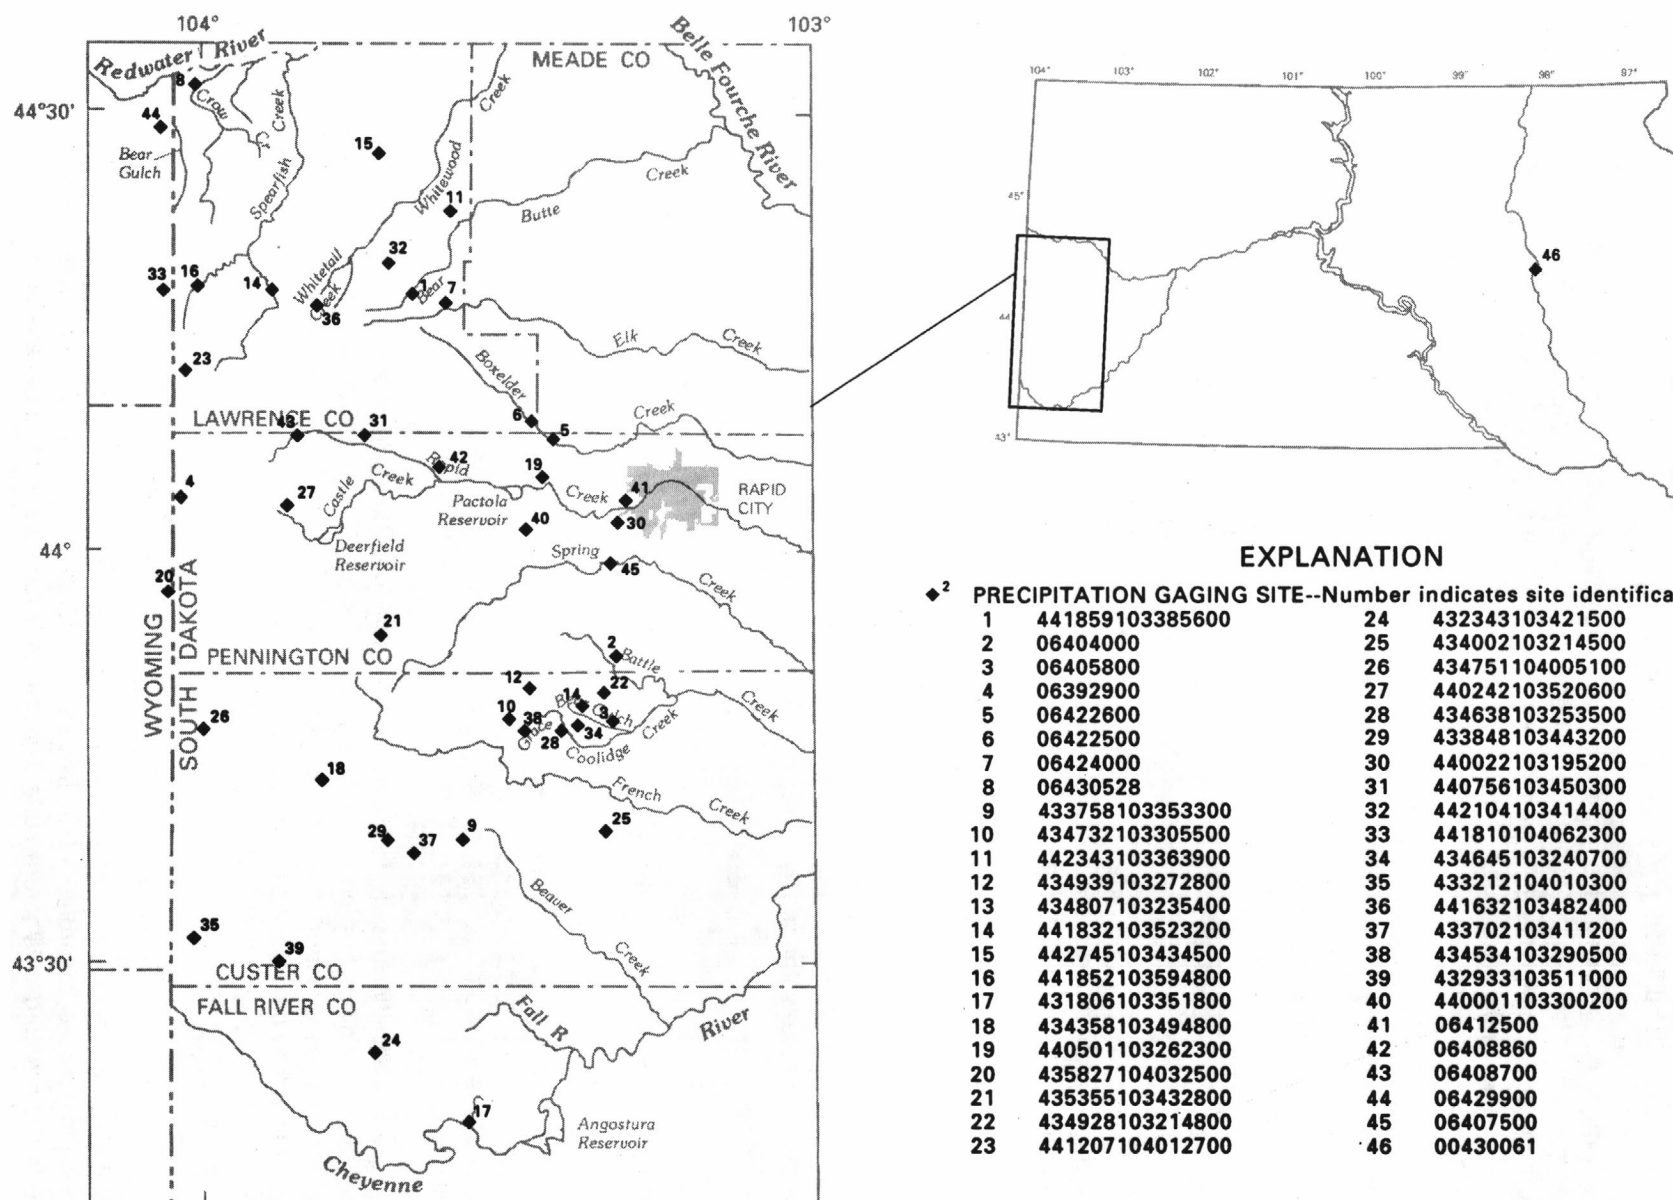 104°
103°
Redwater River
MEADE CO
Belle Fourche River
44°30'
8
Crow
Cr
Creek
Creek
44
Bear
Gulch
15
Spearfish
Whitewood
11
Creek
Butte
32
33
16
14
Whitetail
Creek
36
1
Bear
7
23
Elk
Creek
Boxelder
6
5
Creek
LAWRENCE CO
43
31
42
Rapid
19
Creek
41
RAPID
CITY
4
27
Castle
Creek
Pactola
Reservoir
40
30
44°
Deerfield
Reservoir
Spring
45
Creek
20
21
WYOMING
SOUTH DAKOTA
PENNINGTON CO
2
Battle
12
22
14
Gulch
3
Creek
Creek
10
38
Grace
28
34
Coolidge
26
18
French
Creek
25
29
37
9
Beaver
Creek
35
39
43°30'
CUSTER CO
FALL RIVER CO
Fall R
River
24
17
Angostura
Reservoir
Cheyenne
104°
103°
102°
101°
100°
99°
98°
97°
45°
44
43°
46
EXPLANATION
2 PRECIPITATION GAGING SITE--Number indicates site identifica
1 441859103385600 24 432343103421500
2 06404000 25 434002103214500
3 06405800 26 434751104005100
4 06392900 27 440242103520600
5 06422600 28 434638103253500
6 06422500 29 433848103443200
7 06424000 30 440022103195200
8 06430528 31 440756103450300
9 433758103353300 32 442104103414400
10 434732103305500 33 441810104062300
11 442343103363900 34 434645103240700
12 434939103272800 35 433212104010300
13 434807103235400 36 441632103482400
14 441832103523200 37 433702103411200
15 442745103434500 38 434534103290500
16 441852103594800 39 432933103511000
17 431806103351800 40 440001103300200
18 434358103494800 41 06412500
19 440501103262300 42 06408860
20 435827104032500 43 06408700
21 435355103432800 44 06429900
22 434928103214800 45 06407500
23 441207104012700 46 00430061